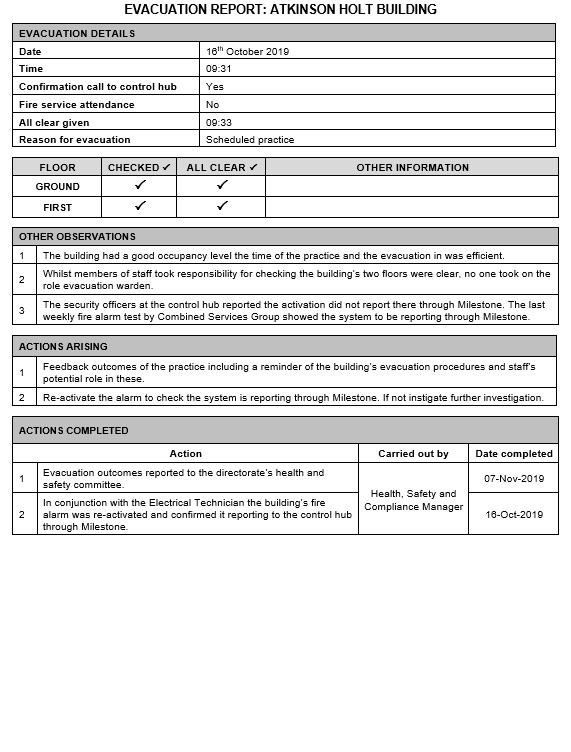 EVACUATION REPORT: ATKINSON HOLT BUILDING
EVACUATION DETAILS
Date 16th October 2019
Time 09:31
Confirmation call to control hub Yes
Fire service attendance No
All clear given 09:33
Reason for evacuation Scheduled practice
FLOOR CHECKED ✓ ALL CLEAR ✓ OTHER INFORMATION
GROUND ✓ ✓
FIRST ✓ ✓
OTHER OBSERVATIONS
1 The building had a good occupancy level the time of the practice and the evacuation in was efficient.
2 Whilst members of staff took responsibility for checking the building's two floors were clear, no one took on the
role evacuation warden.
3 The security officers at the control hub reported the activation did not report there through Milestone. The last
weekly fire alarm test by Combined Services Group showed the system to be reporting through Milestone.
ACTIONS ARISING
1 Feedback outcomes of the practice including a reminder of the building's evacuation procedures and staff's
potential role in these.
2 Re-activate the alarm to check the system is reporting through Milestone. If not instigate further investigation.
ACTIONS COMPLETED
Action Carried out by Date completed
1 Evacuation outcomes reported to the directorate's health and
safety committee.
07-Nov-2019
Health, Safety and
Compliance Manager
2 In conjunction with the Electrical Technician the building's fire
alarm was re-activated and confirmed it reporting to the control hub
through Milestone.
16-Oct-2019